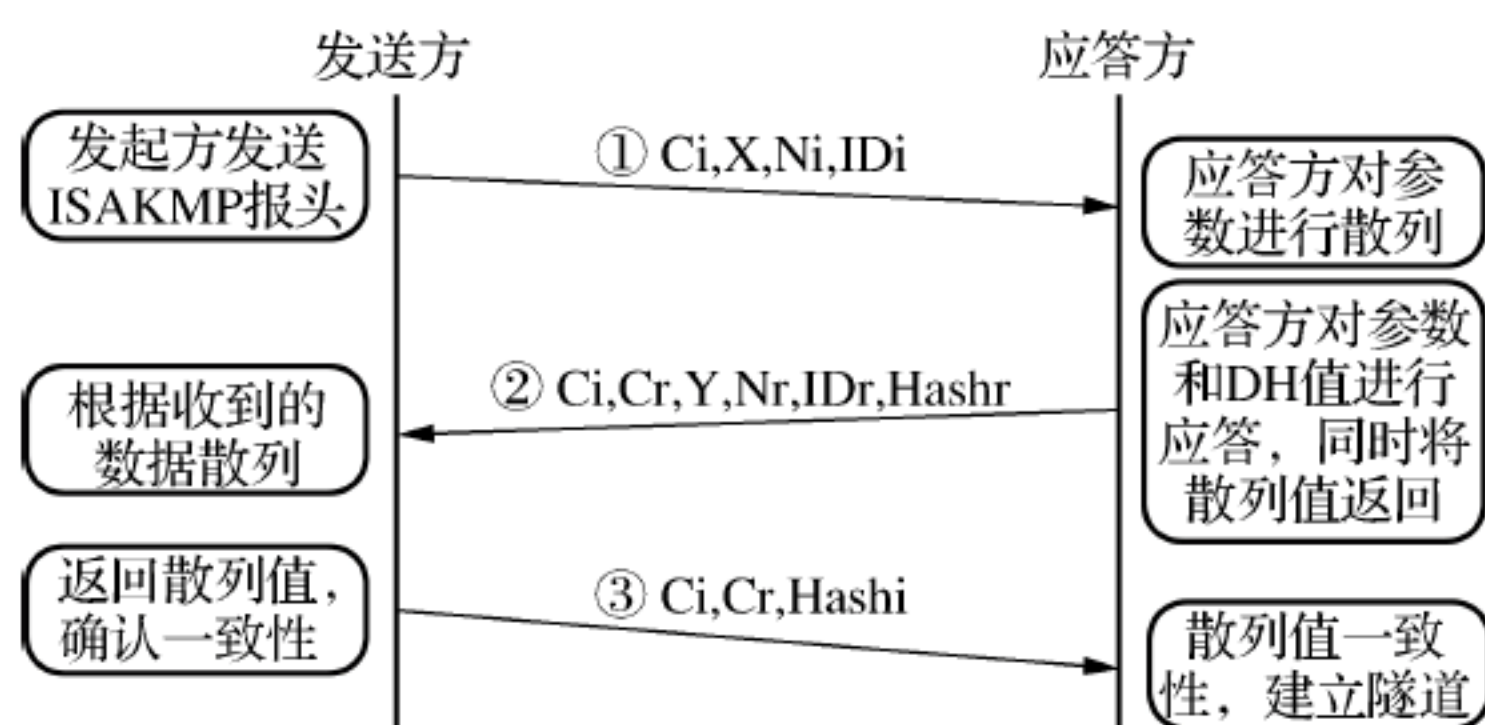 发送方
应答方
发起方发送
ISAKMP报头
① Ci,X,Ni,IDi
应答方对参
数进行散列
应答方对参数
和DH值进行
应答，同时将
散列值返回
② Ci,Cr,Y,Nr,IDr,Hashr
根据收到的
数据散列
返回散列值，
确认一致性
③ Ci,Cr,Hashi
散列值一致
性，建立隧道